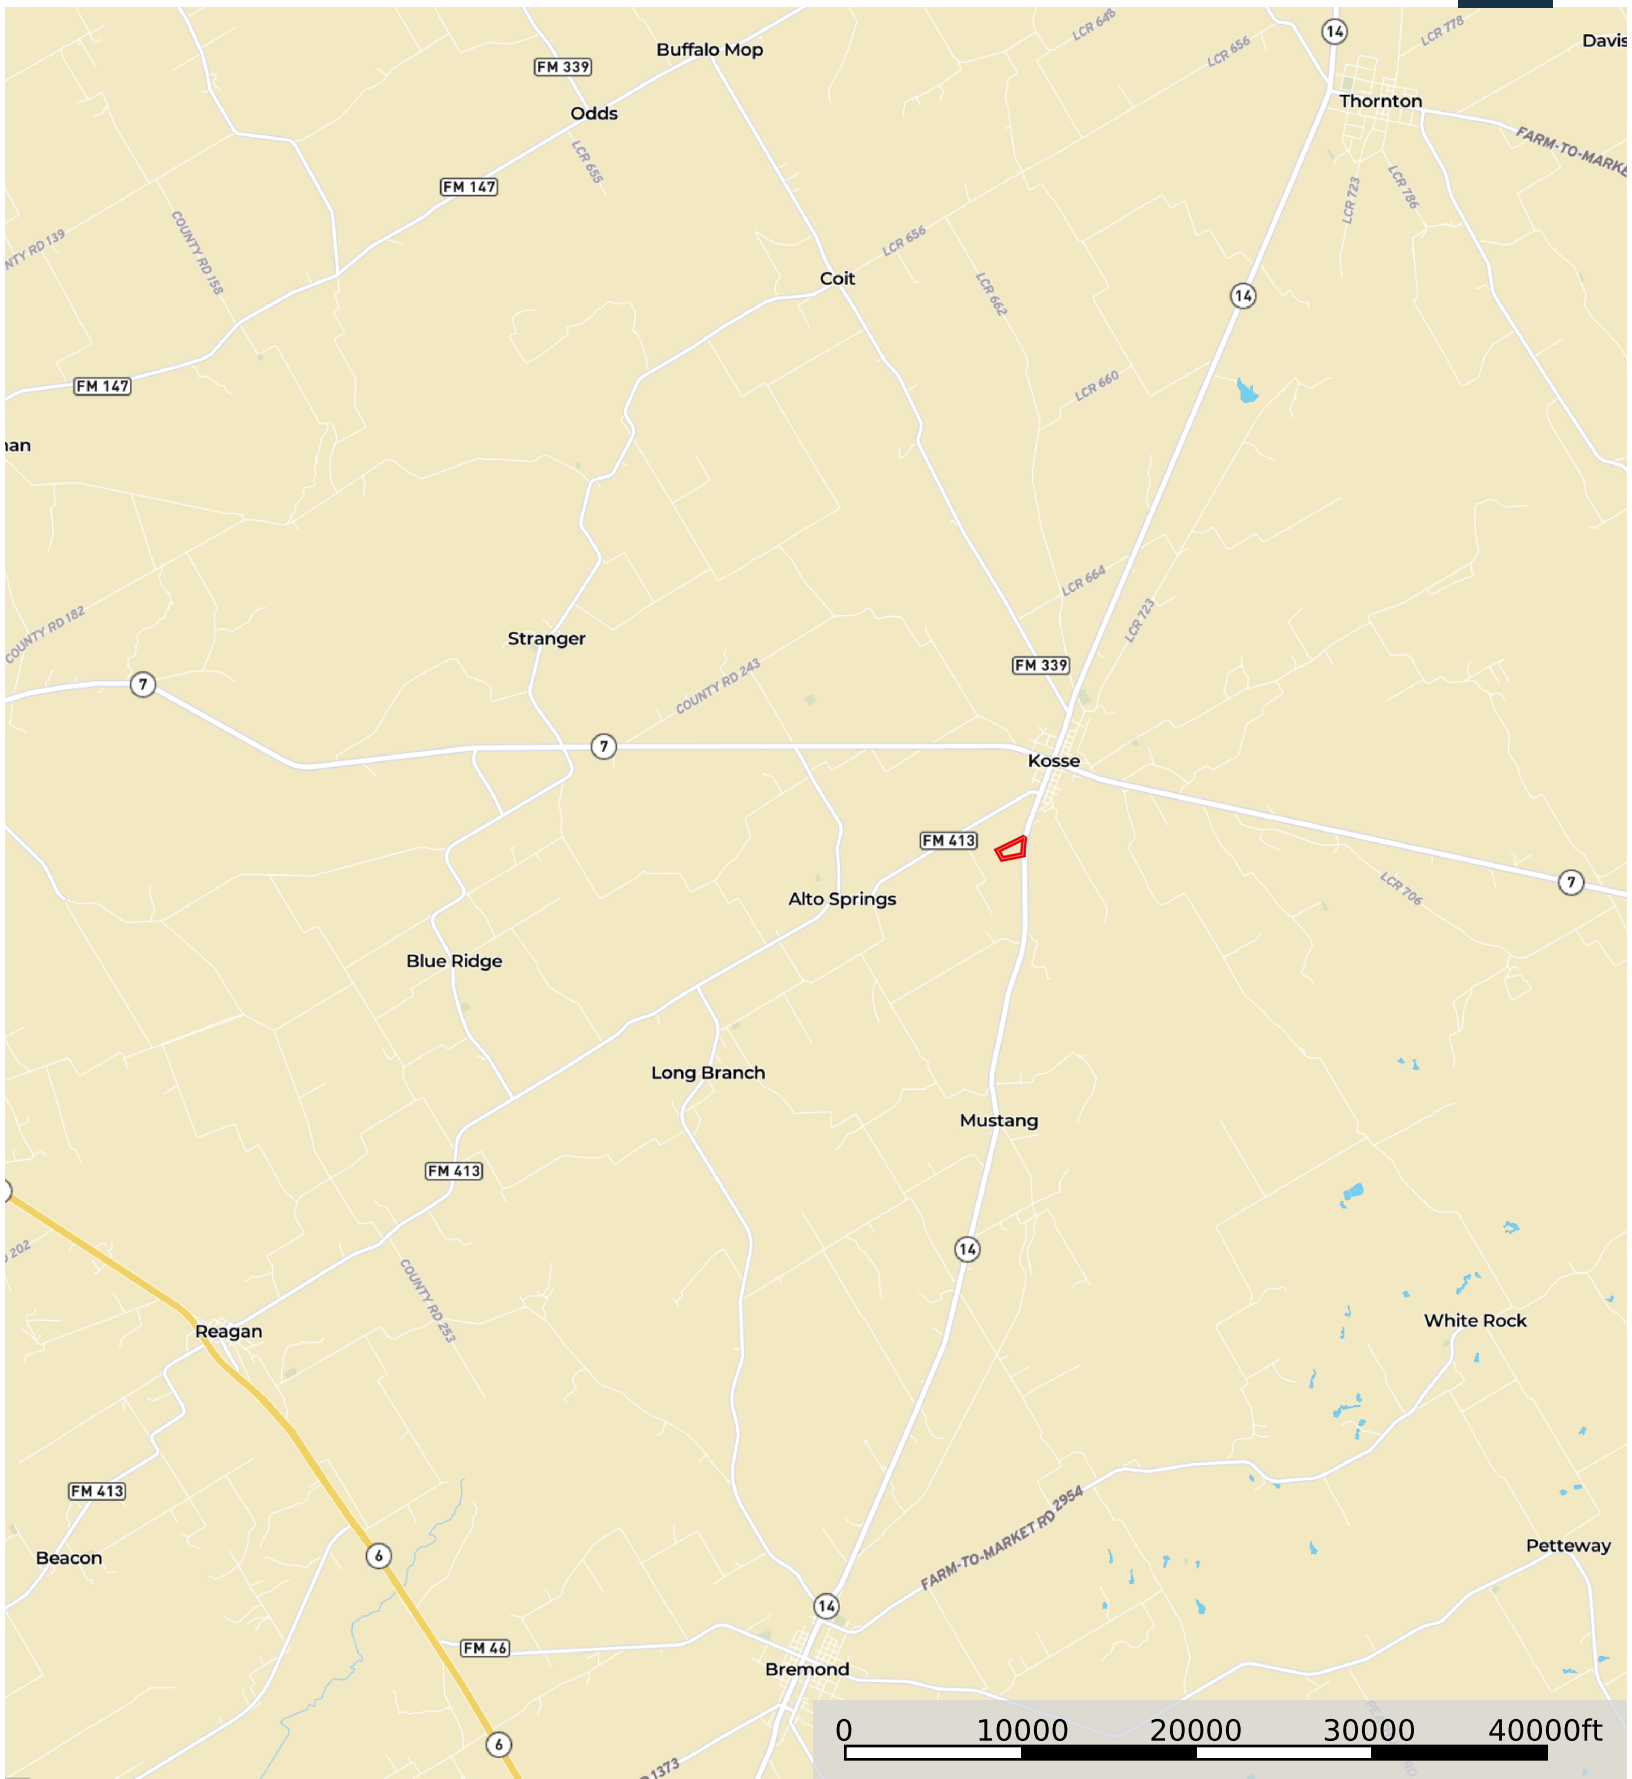 LCR 648
LCR 778
14
Buffalo Mop
Davis
LCR 656
FM 339
Thornton
Odds
FARM-TO-MARKE
LCR 655
FM 147
LCR 723
LCR 786
COUNTY RD 139
COUNTY RD 158
LCR 656
Coit
LCR 662
14
FM 147
LCR 660
LCR 664
COUNTY RD 182
LCR 723
Stranger
FM 339
COUNTY RD 243
7
7
Kosse
FM 413
LCR 706
7
Alto Springs
Blue Ridge
Long Branch
Mustang
FM 413
202
14
COUNTY RD 253
White Rock
Reagan
FM 413
FARM-TO-MARKET RD 2954
Beacon
6
Petteway
14
FM 46
Bremond
6
1373
0 10000 20000 30000 40000ft